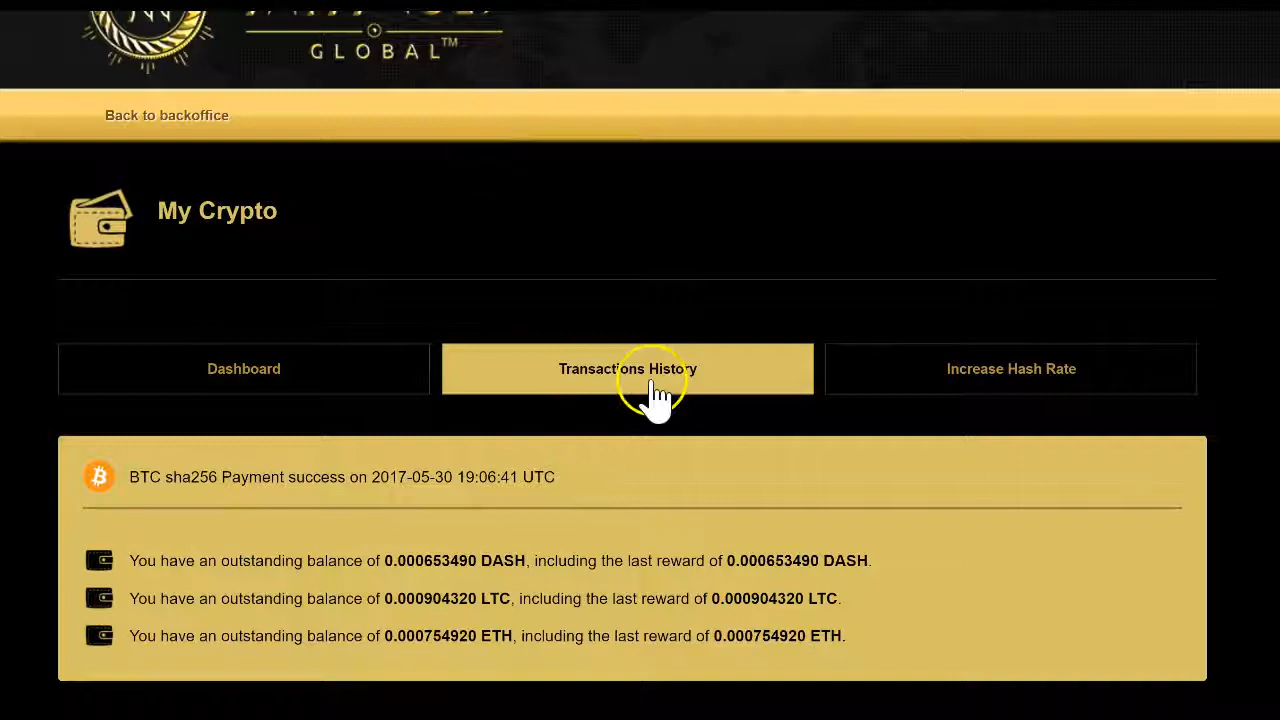 GLOBAL™
Back to backoffice
My Crypto
Dashboard
Transactions History
Increase Hash Rate
BTC sha256 Payment success on 2017-05-30 19:06:41 UTC
You have an outstanding balance of 0.000653490 DASH, including the last reward of 0.000653490 DASH.
You have an outstanding balance of 0.000904320 LTC, including the last reward of 0.000904320 LTC.
You have an outstanding balance of 0.000754920 ETH, including the last reward of 0.000754920 ETH.